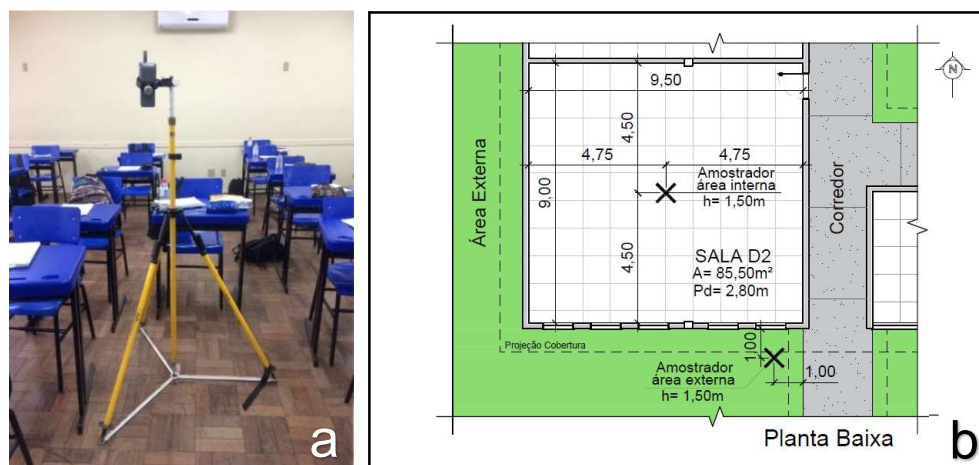 a
N
9,50
4,50
4,75
4,75
Amostrador
área interna
h= 1,50m
9,00
4,50
Área Externa
Corredor
SALA D2
A= 85,50m²
Pd= 2,80m
Projeção Cobertura
1,00
Amostrador
área externa
h= 1,50m
1,00
Planta Baixa
b